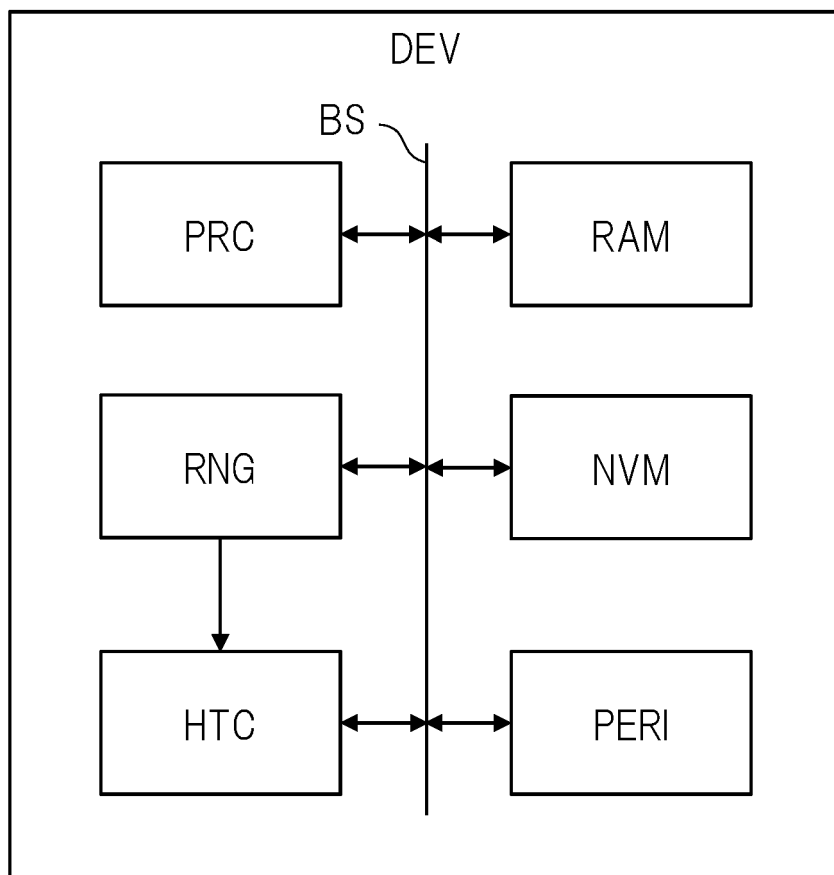 DEV
BS
PRC
RAM
RNG
NVM
HTC
PERI